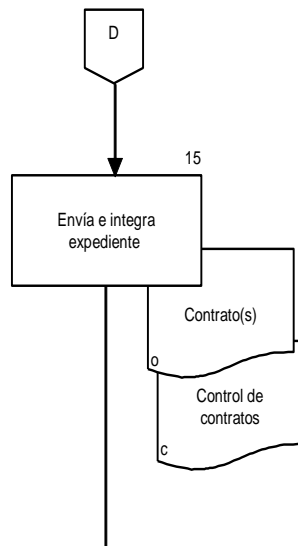 D
15
Envía e integra
expediente
Contrato(s)
o
Control de
contratos
c